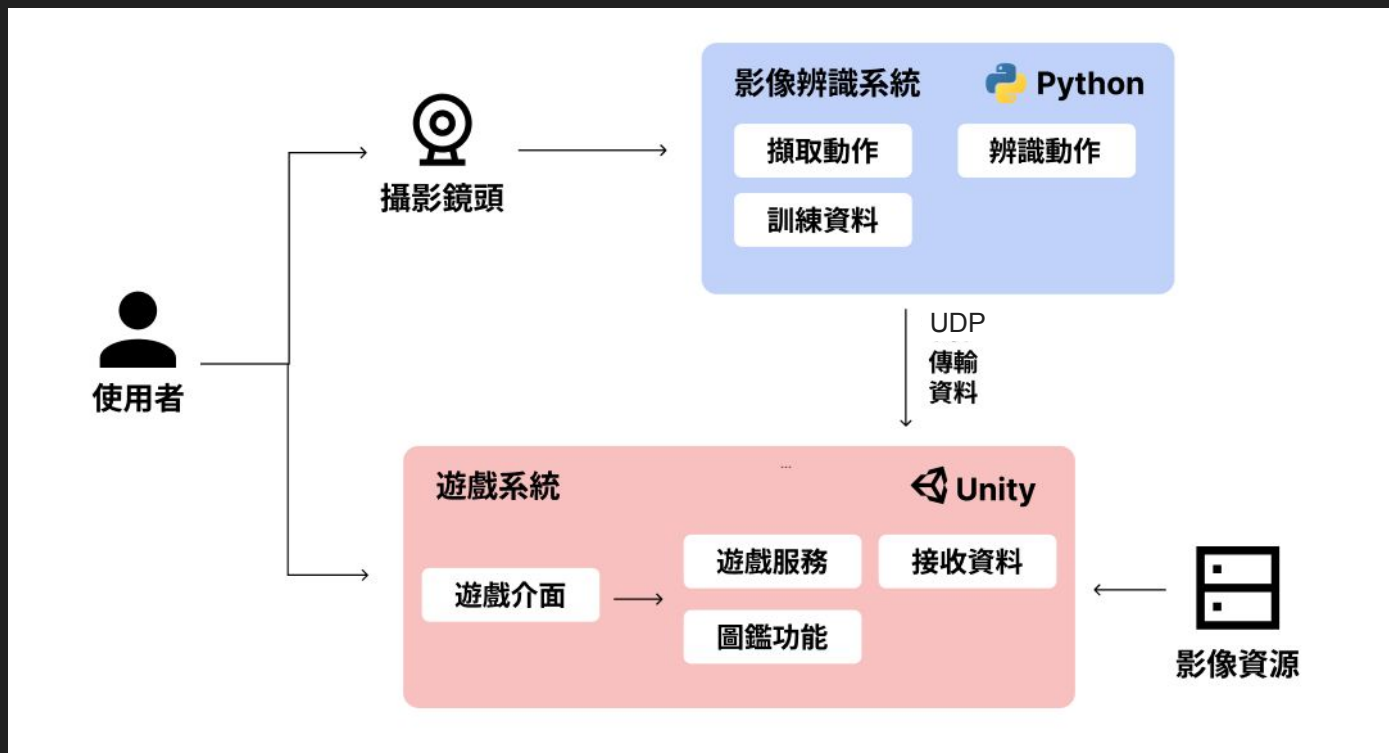 影像辨識系統
Python
擷取動作
辨識動作
訓練資料
攝影鏡頭
使用者
UDP
傳輸
資料
遊戲系統
...
Unity
遊戲服務
接收資料
遊戲介面
圖鑑功能
影像資源